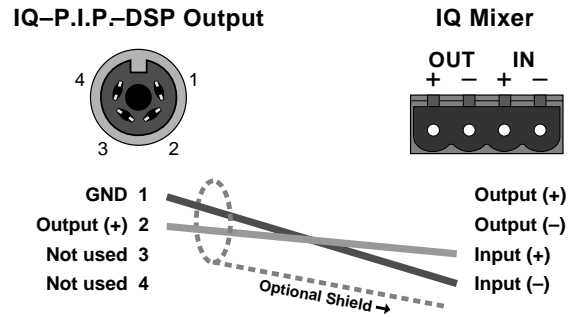 IQ–P.I.P.–DSP Output
IQ Mixer
OUT IN
+ – + –
4 1
3 2
GND 1 Output (+)
Output (+) 2 Output (–)
Not used 3 Input (+)
Not used 4 Input (–)
Optional Shield→